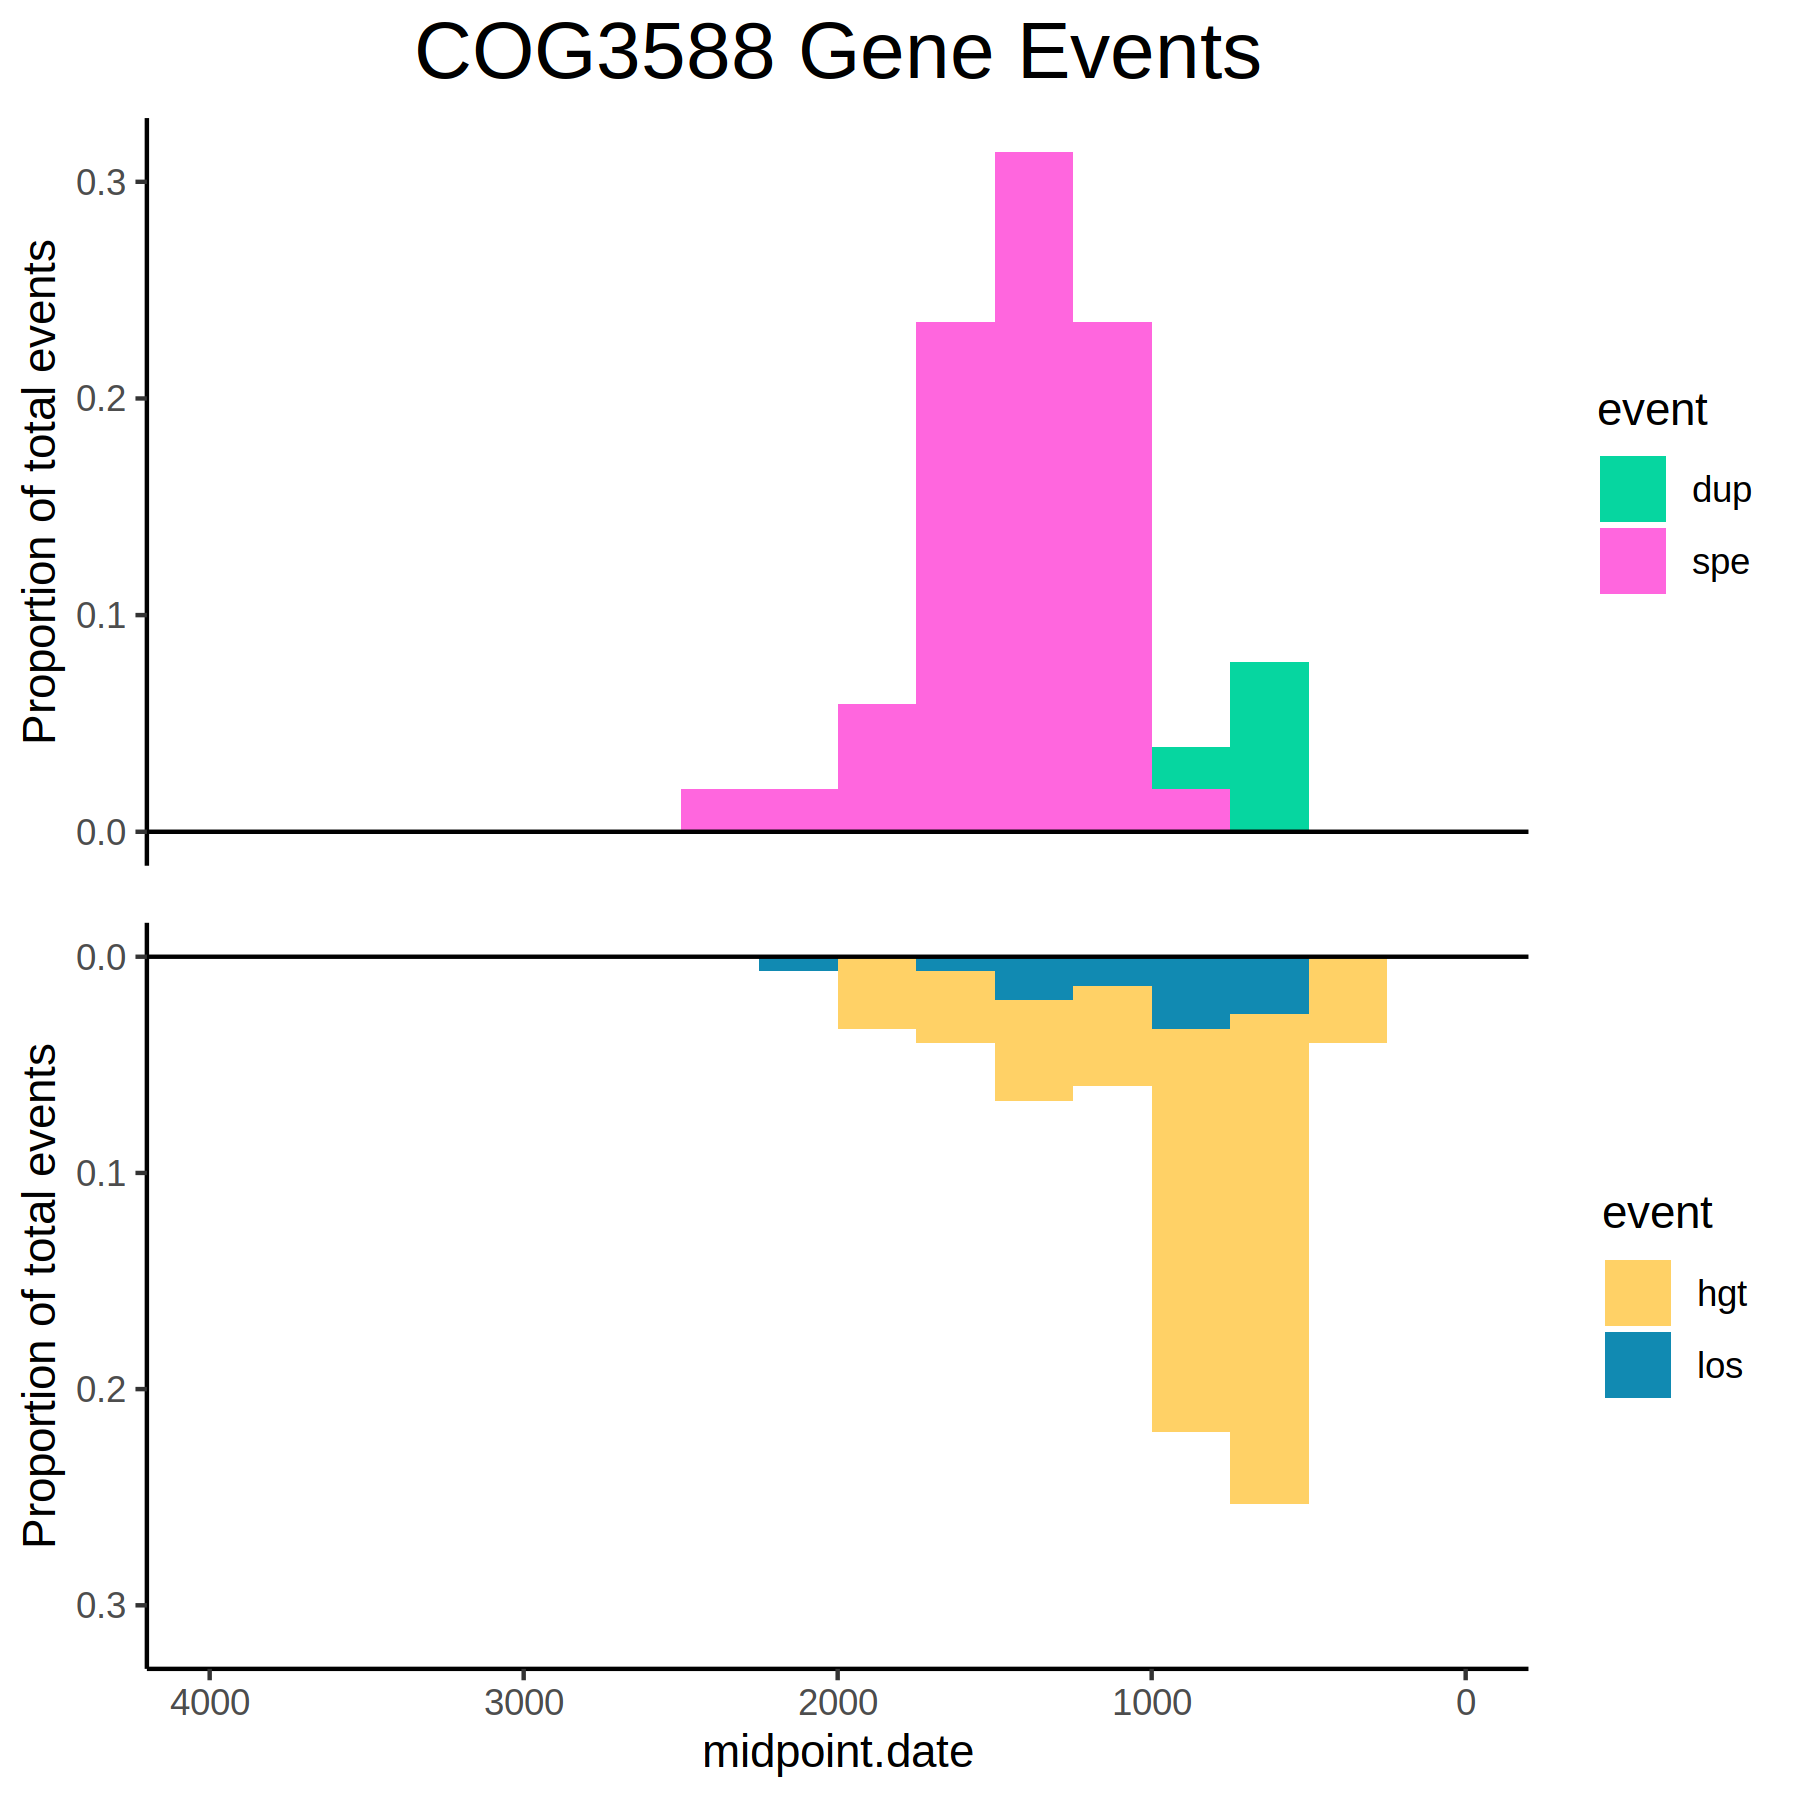 COG3588 Gene Events
Proportion of total events
0.3
0.2
0.1
0.0
event
dup
spe
Proportion of total events
0.0
0.1
0.2
0.3
event
hgt
los
4000 3000 2000 1000 0
midpoint.date